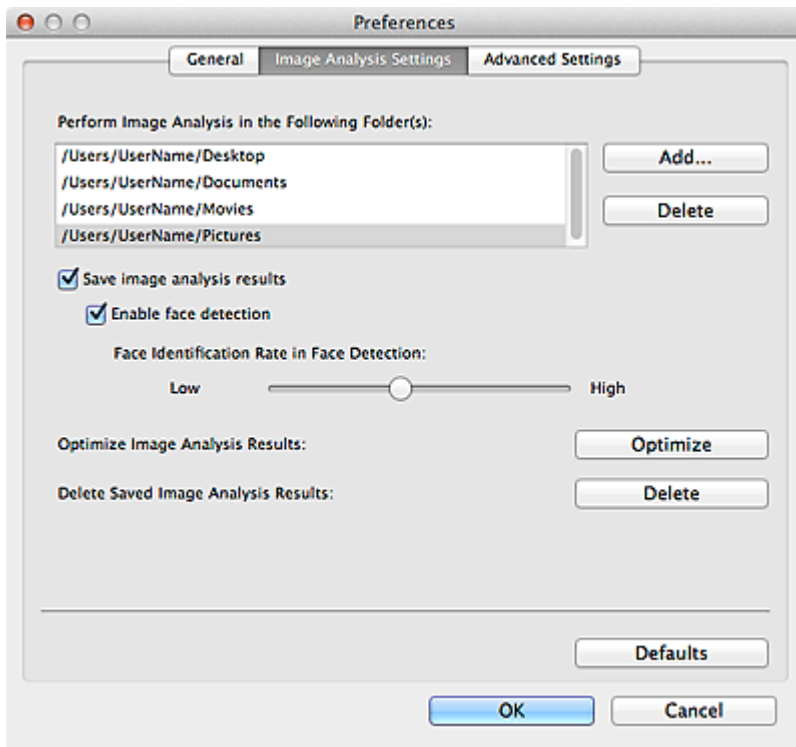 Preferences
General Image Analysis Settings Advanced Settings
Perform Image Analysis in the Following Folder(s):
/Users/UserName/Desktop Add...
/Users/UserName/Documents
/Users/UserName/Movies Delete
/Users/UserName/Pictures
Save image analysis results
Enable face detection
Face Identification Rate in Face Detection:
Low High
Optimize Image Analysis Results: Optimize
Delete Saved Image Analysis Results: Delete
Defaults
OK Cancel